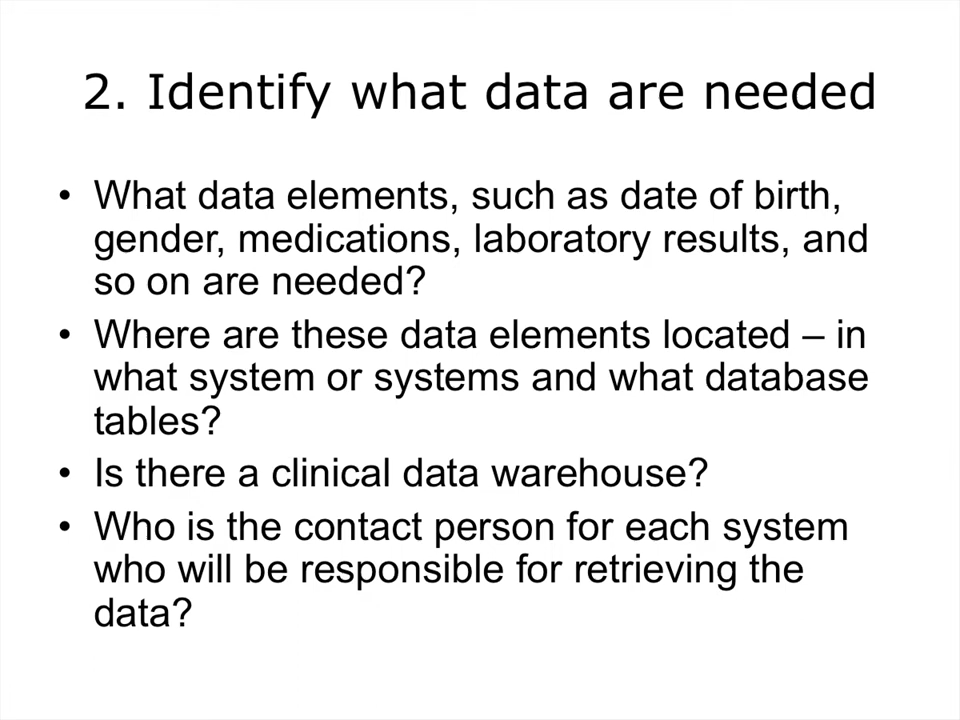 2. Identify what data are needed
• What data elements, such as date of birth,
gender, medications, laboratory results, and
so on are needed?
• Where are these data elements located – in
what system or systems and what database
tables?
• Is there a clinical data warehouse?
• Who is the contact person for each system
who will be responsible for retrieving the
data?